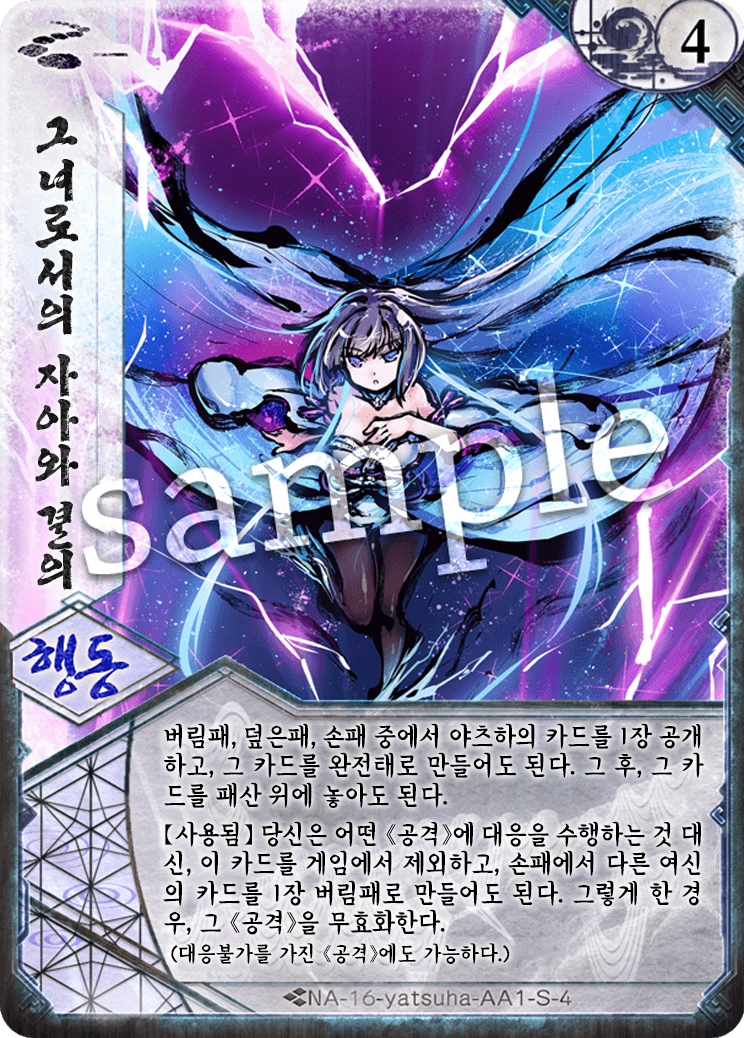 4
그녀로서의 자아와 결의
sample
행동
버림패, 덮은패, 손패 중에서 야츠하의 카드를 1장 공개
하고, 그 카드를 완전태로 만들어도 된다. 그 후, 그 카
드를 패산 위에 놓아도 된다.
【사용됨】 당신은 어떤 《공격》에 대응을 수행하는 것 대
신, 이 카드를 게임에서 제외하고, 손패에서 다른 여신
의 카드를 1장 버림패로 만들어도 된다. 그렇게 한 경
우, 그 《공격》을 무효화한다.
(대응불가를 가진 《공격》에도 가능하다.)
NA-16-yatsuha-AA1-S-4